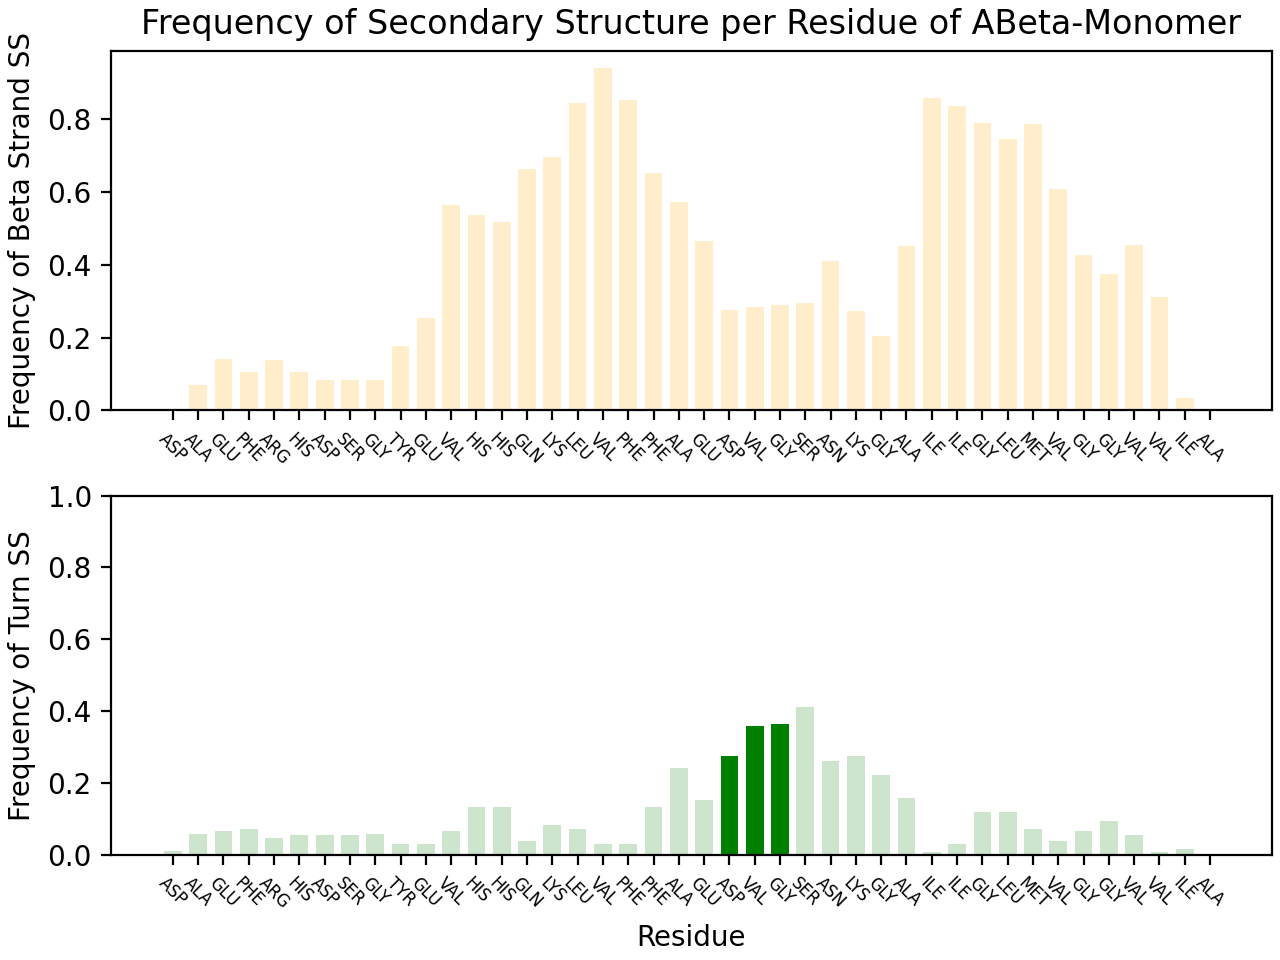 Frequency of Secondary Structure per Residue of ABeta-Monomer
Frequency of Beta Strand SS
0.8
0.6
0.4
0.2
0.0
ASP ALA GLU PHE ARG HIS ASP SER GLY TYR GLU VAL HIS HIS GLN LYS LEU VAL PHE PHE ALA GLU ASP VAL GLY SER ASN LYS GLY ALA ILE ILE GLY LEU MET VAL GLY GLY VAL VAL ILE ALA
Frequency of Turn SS
1.0
0.8
0.6
0.4
0.2
0.0
ASP ALA GLU PHE ARG HIS ASP SER GLY TYR GLU VAL HIS HIS GLN LYS LEU VAL PHE PHE ALA GLU ASP VAL GLY SER ASN LYS GLY ALA ILE ILE GLY LEU MET VAL GLY GLY VAL VAL ILE ALA
Residue